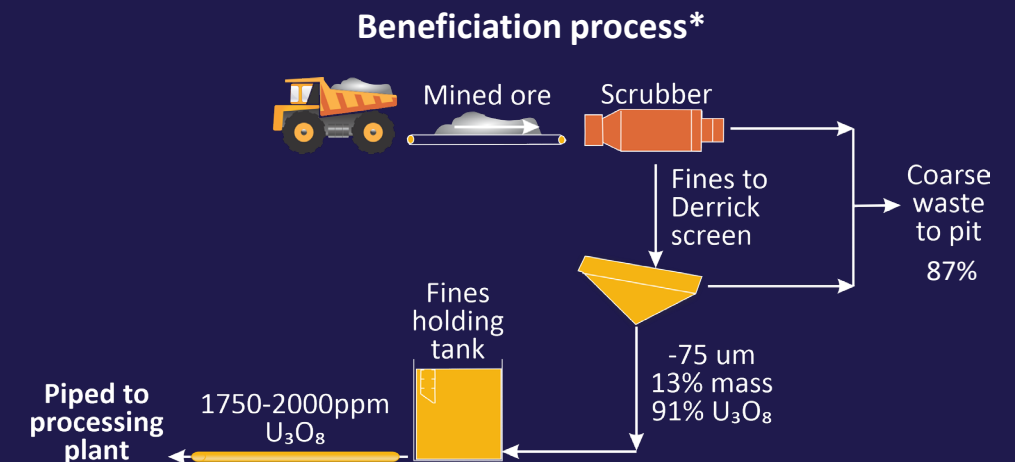 Beneficiation process*
Mined ore
Scrubber
Fines to
Derrick
screen
Coarse
waste
to pit
87%
Fines
holding
tank
-75 um
13% mass
91% U₃O₈
1750-2000ppm
U₃O₈
Piped to
processing
plant